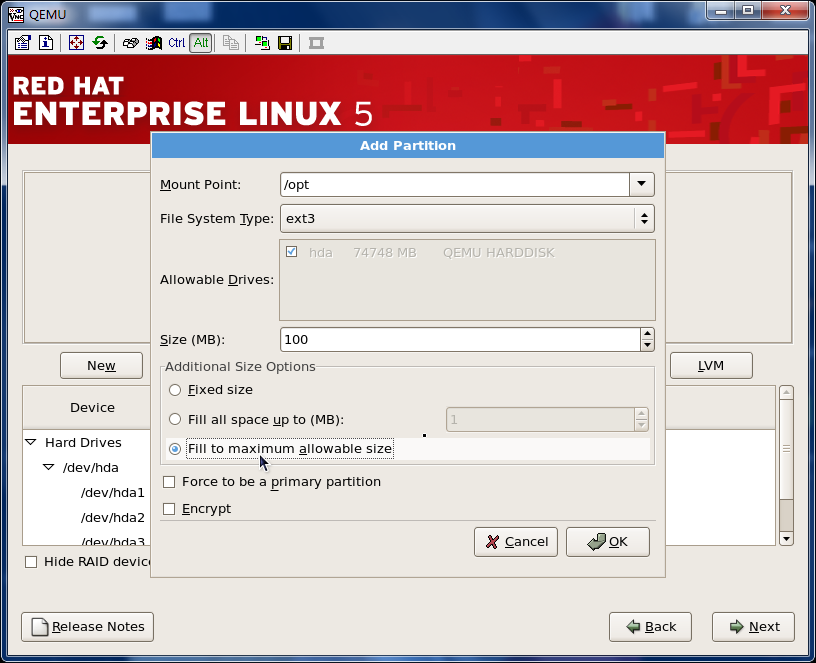 QEMU
Ctrl Alt
RED HAT
ENTERPRISE LINUX 5
Add Partition
Mount Point: /opt
File System Type: ext3
Allowable Drives:
hda 74748 MB QEMU HARDDISK
Size (MB): 100
Additional Size Options
Fixed size
Fill all space up to (MB): 1
Fill to maximum allowable size
Force to be a primary partition
Encrypt
Cancel OK
New LVM
Device
Hard Drives
/dev/hda
/dev/hda1
/dev/hda2
/dev/hda3
Hide RAID device
Release Notes Back Next